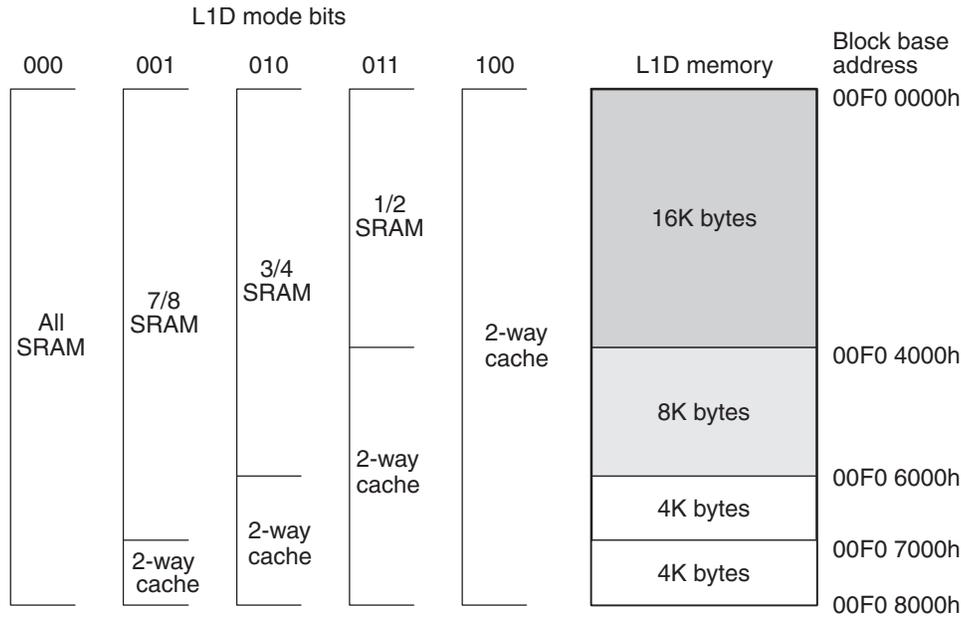 L1D mode bits
000 001 010 011 100 L1D memory Block base address
00F0 0000h
1/2
SRAM
16K bytes
3/4
SRAM
7/8
SRAM
All
SRAM
2-way
cache
00F0 4000h
8K bytes
2-way
cache
00F0 6000h
4K bytes
2-way
cache
00F0 7000h
2-way
cache
4K bytes
00F0 8000h